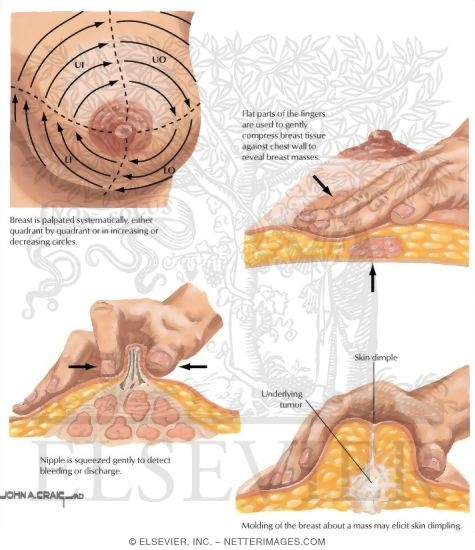 UI
UO
LI
LO
Breast is palpated systematically, either
quadrant by quadrant or in increasing or
decreasing circles.
Flat parts of the fingers
are used to gently
compress breast tissue
against chest wall to
reveal breast masses.
Nipple is squeezed gently to detect
bleeding or discharge.
Skin dimple
Underlying
tumor
Molding of the breast about a mass may elicit skin dimpling.
JOHN A. CRAIG AD
ELSEVIER
© ELSEVIER, INC. – NETTERIMAGES.COM